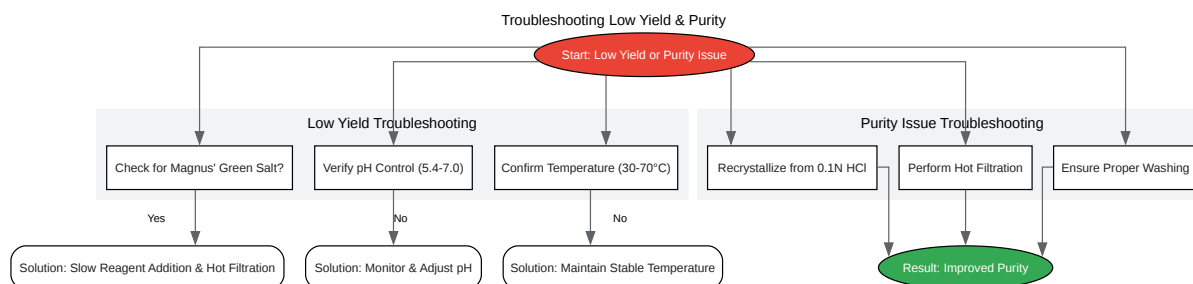 Troubleshooting Low Yield & Purity
Start: Low Yield or Purity Issue
Low Yield Troubleshooting
Purity Issue Troubleshooting
Check for Magnus' Green Salt?
Verify pH Control (5.4-7.0)
Confirm Temperature (30-70°C)
Recrystallize from 0.1N HCl
Perform Hot Filtration
Ensure Proper Washing
Yes
No
No
Solution: Slow Reagent Addition & Hot Filtration
Solution: Monitor & Adjust pH
Solution: Maintain Stable Temperature
Result: Improved Purity